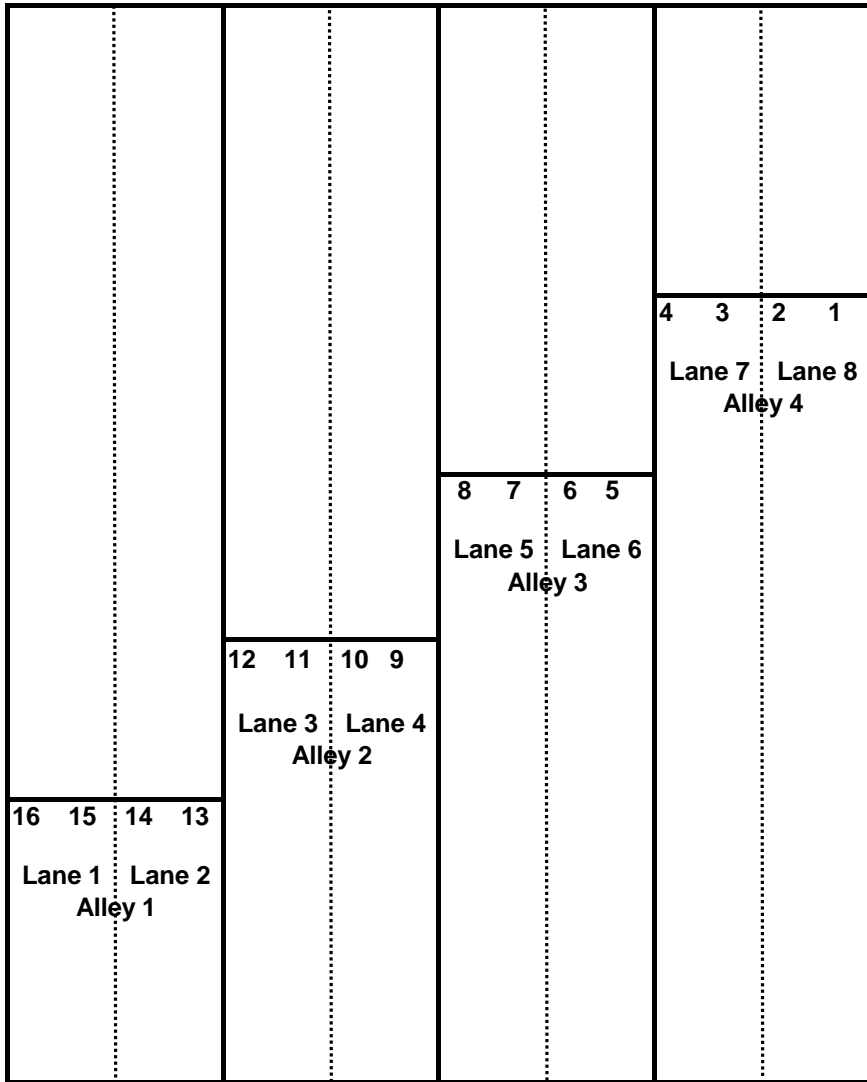 4 3 2 1
Lane 7 Lane 8
Alley 4
8 7 6 5
Lane 5 Lane 6
Alley 3
12 11 10 9
Lane 3 Lane 4
Alley 2
16 15 14 13
Lane 1 Lane 2
Alley 1